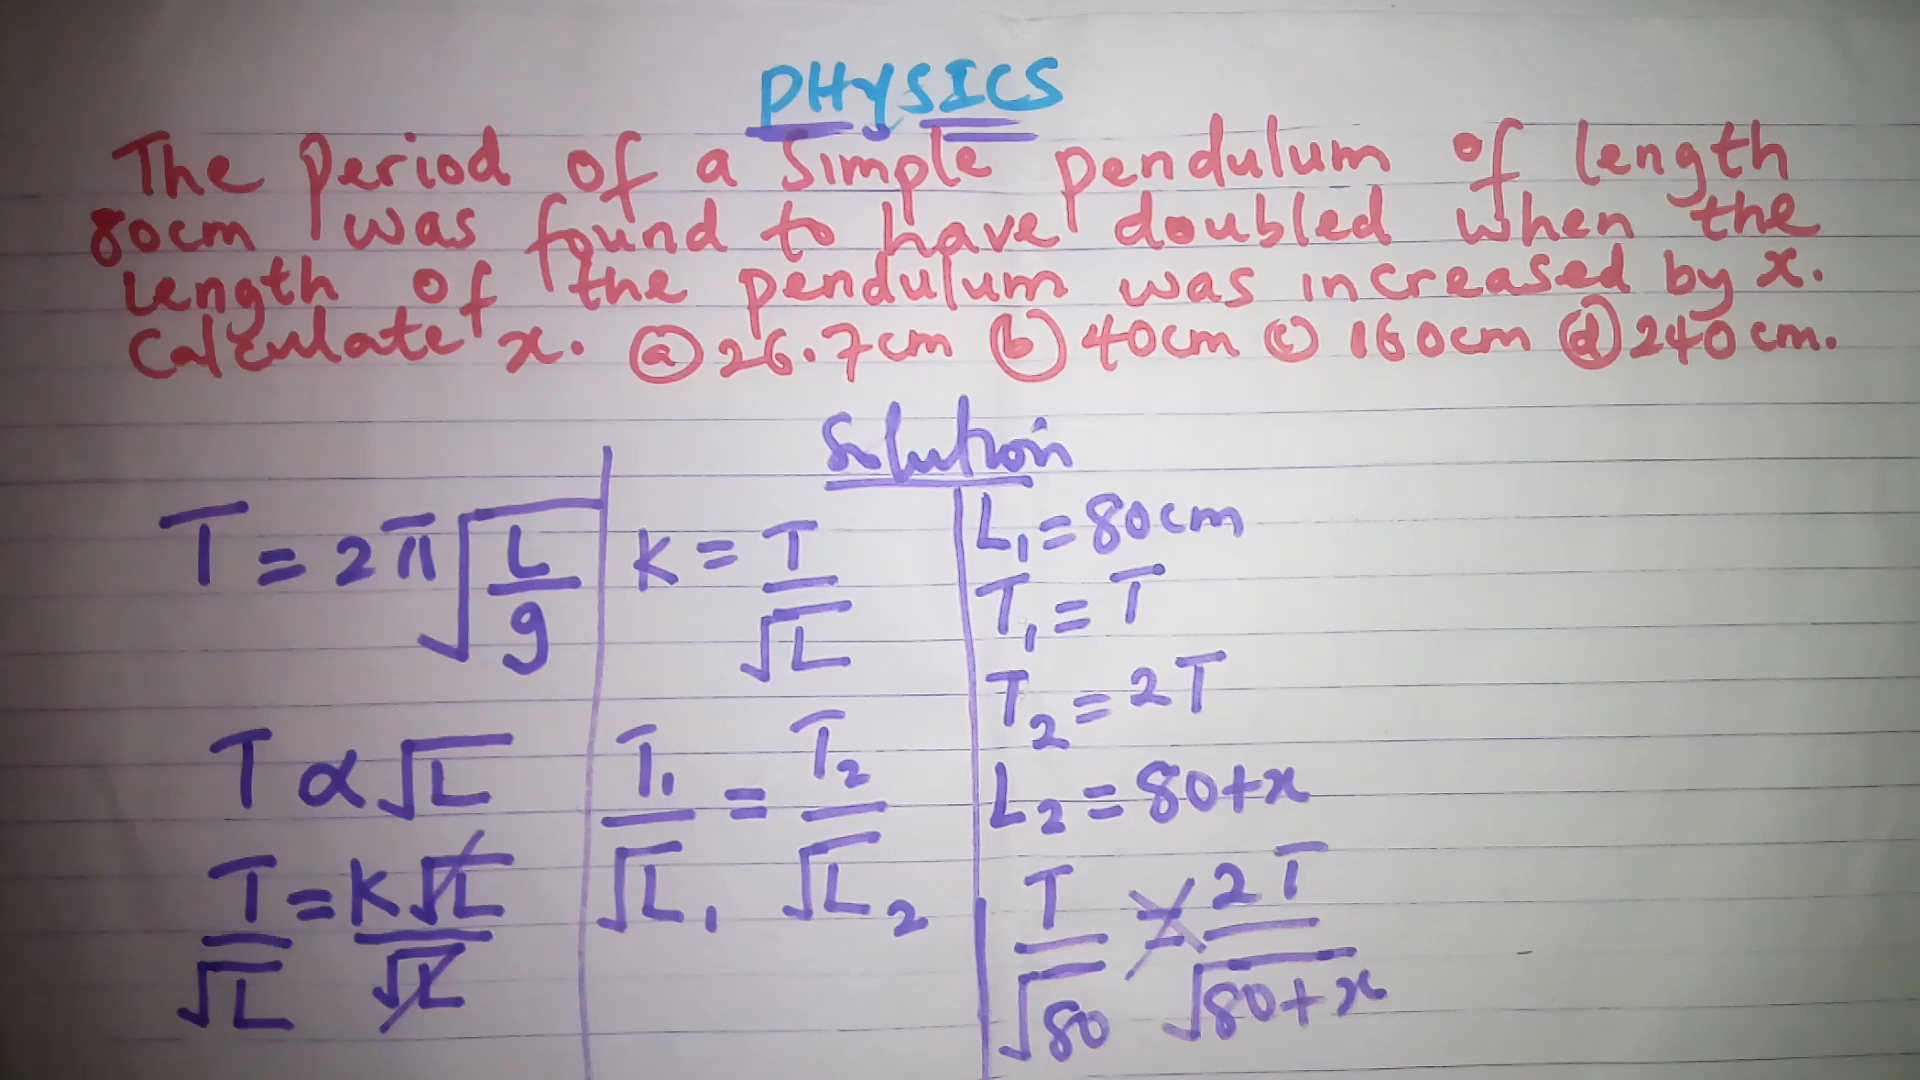 PHYSICS
The Period of a Simple pendulum of length
80cm was found to have doubled when the
length of the pendulum was increased by x.
Calculate x. (a) 26.7cm (b) 40cm (c) 160cm (d) 240cm.
Solution
T = 2π√(L/g)
T α √L
T/√L = K√L/√L
K = T/√L
T₁/√L₁ = T₂/√L₂
L₁ = 80cm
T₁ = T
T₂ = 2T
L₂ = 80+x
T/√80 = 2T/√80+x